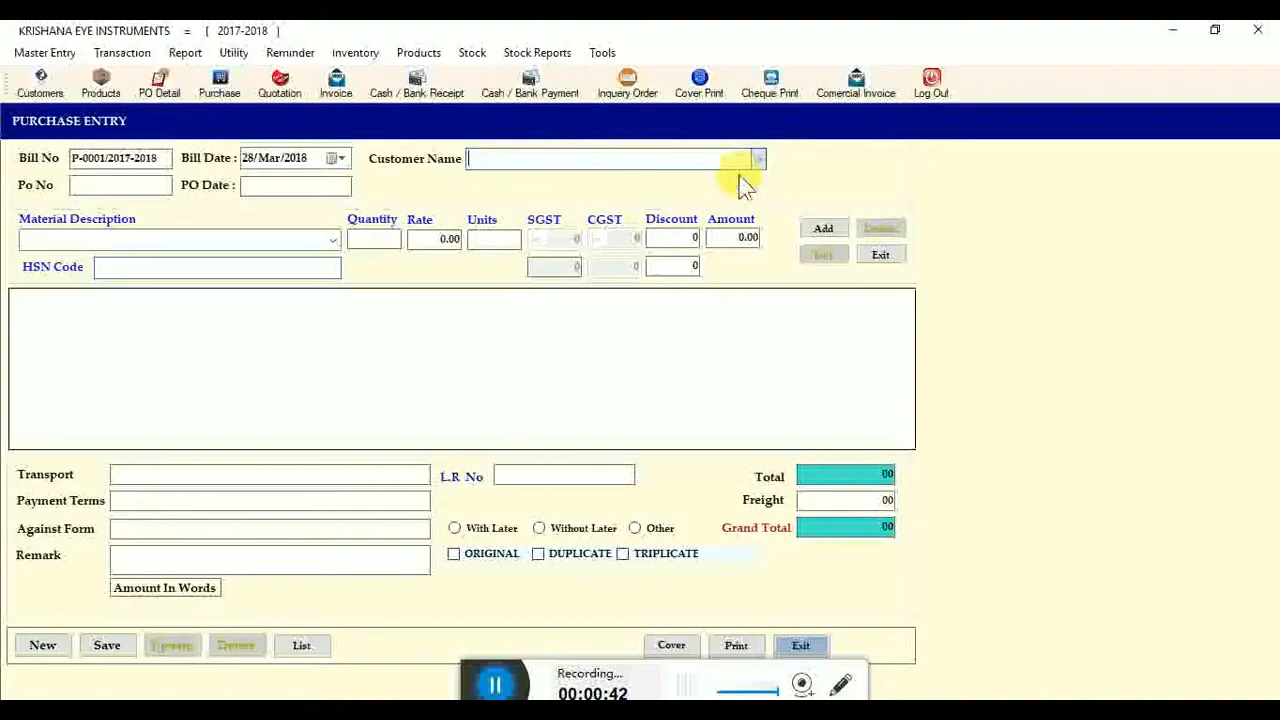 KRISHANA EYE INSTRUMENTS = [ 2017-2018 ]
Master Entry Transaction Report Utility Reminder Inventory Products Stock Stock Reports Tools
Customers Products PO Detail Purchase Quotation Invoice Cash / Bank Receipt Cash / Bank Payment Inquery Order Cover Print Cheque Print Comercial Invoice Log Out
PURCHASE ENTRY
Bill No P-0001/2017-2018 Bill Date : 28/Mar/2018 Customer Name
Po No PO Date :
Material Description Quantity Rate Units SGST CGST Discount Amount
0.00 0 0 0 0.00 Add
HSN Code 0 0 0 Exit
Transport L.R No Total 00
Payment Terms Freight 00
Against Form With Later Without Later Other Grand Total 00
Remark ORIGINAL DUPLICATE TRIPLICATE
Amount In Words
New Save List Cover Print Exit
Recording...
00:00:42